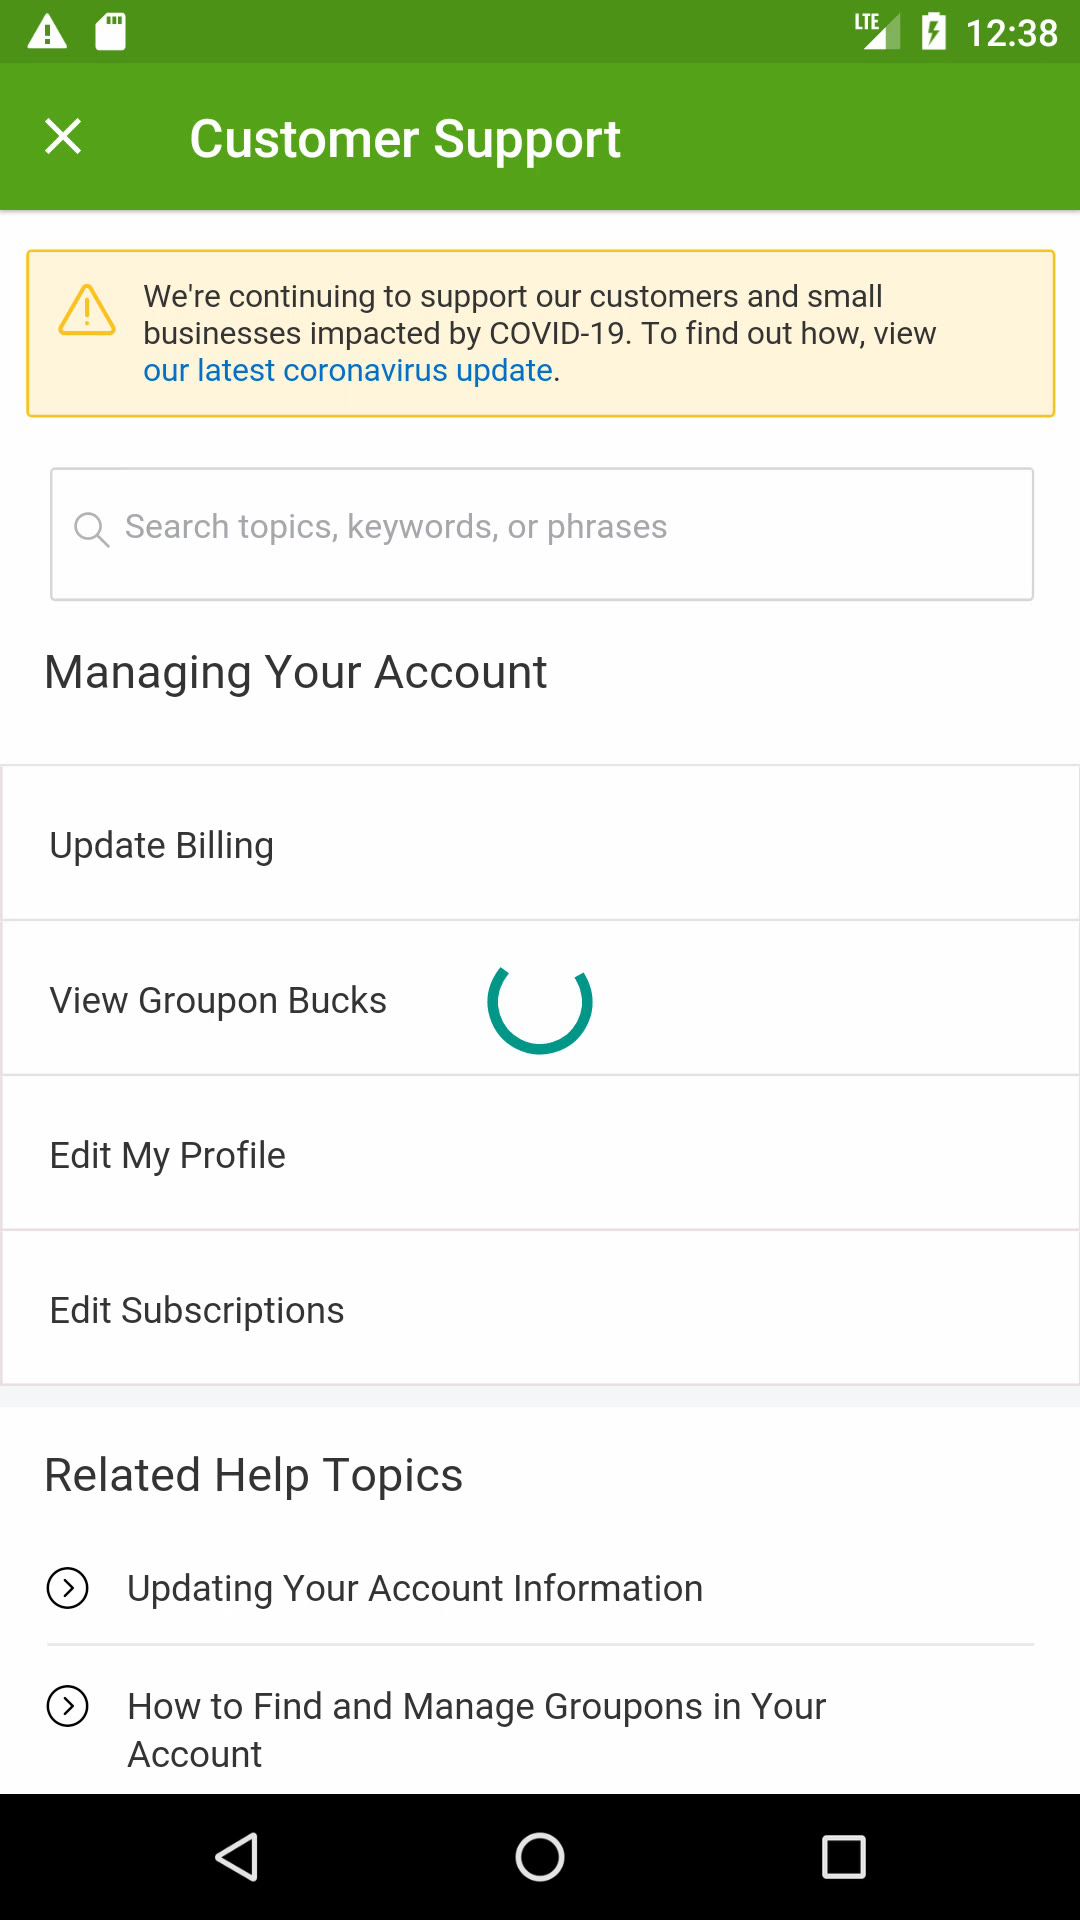 LTE 12:38
Customer Support
We're continuing to support our customers and small
businesses impacted by COVID-19. To find out how, view
our latest coronavirus update.
Search topics, keywords, or phrases
Managing Your Account
Update Billing
View Groupon Bucks
Edit My Profile
Edit Subscriptions
Related Help Topics
Updating Your Account Information
How to Find and Manage Groupons in Your
Account